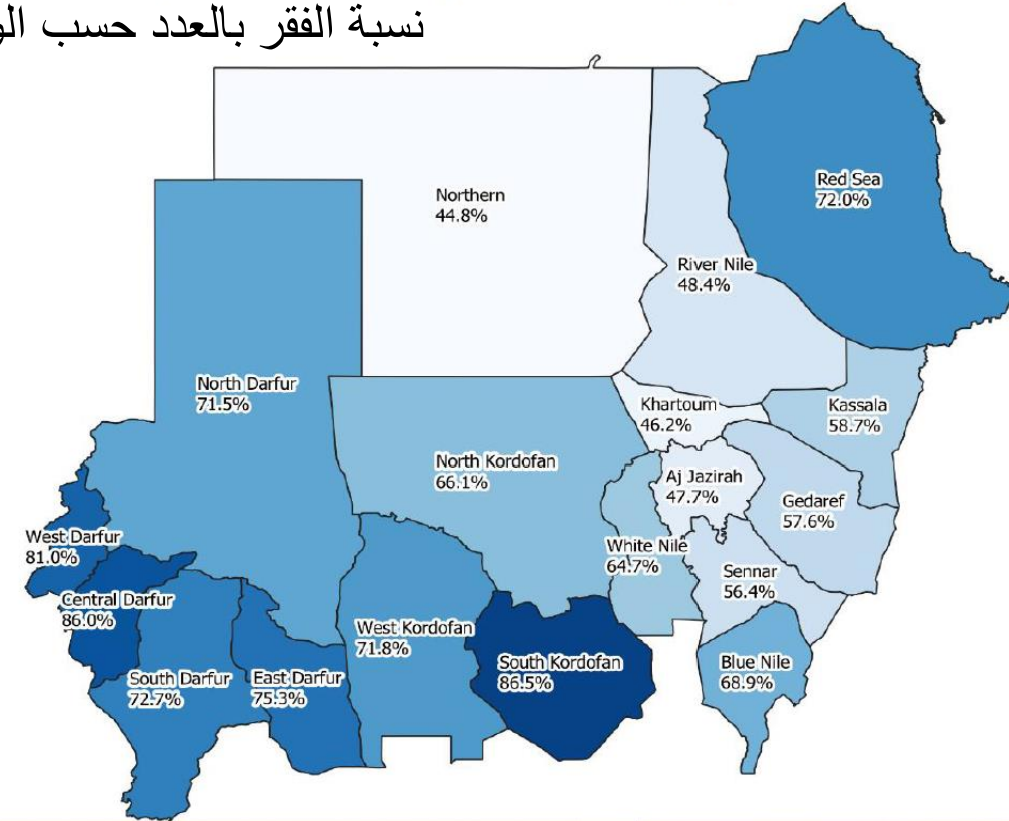 نسبة الفقر بالعدد حسب
Northern
44.8%
Red Sea
72.0%
River Nile
48.4%
North Darfur
71.5%
Khartoum
46.2%
Kassala
58.7%
North Kordofan
66.1%
Aj Jazirah
47.7%
Gedaref
57.6%
West Darfur
81.0%
White Nile
64.7%
Sennar
56.4%
Central Darfur
86.0%
West Kordofan
71.8%
South Kordofan
86.5%
Blue Nile
68.9%
South Darfur
72.7%
East Darfur
75.3%